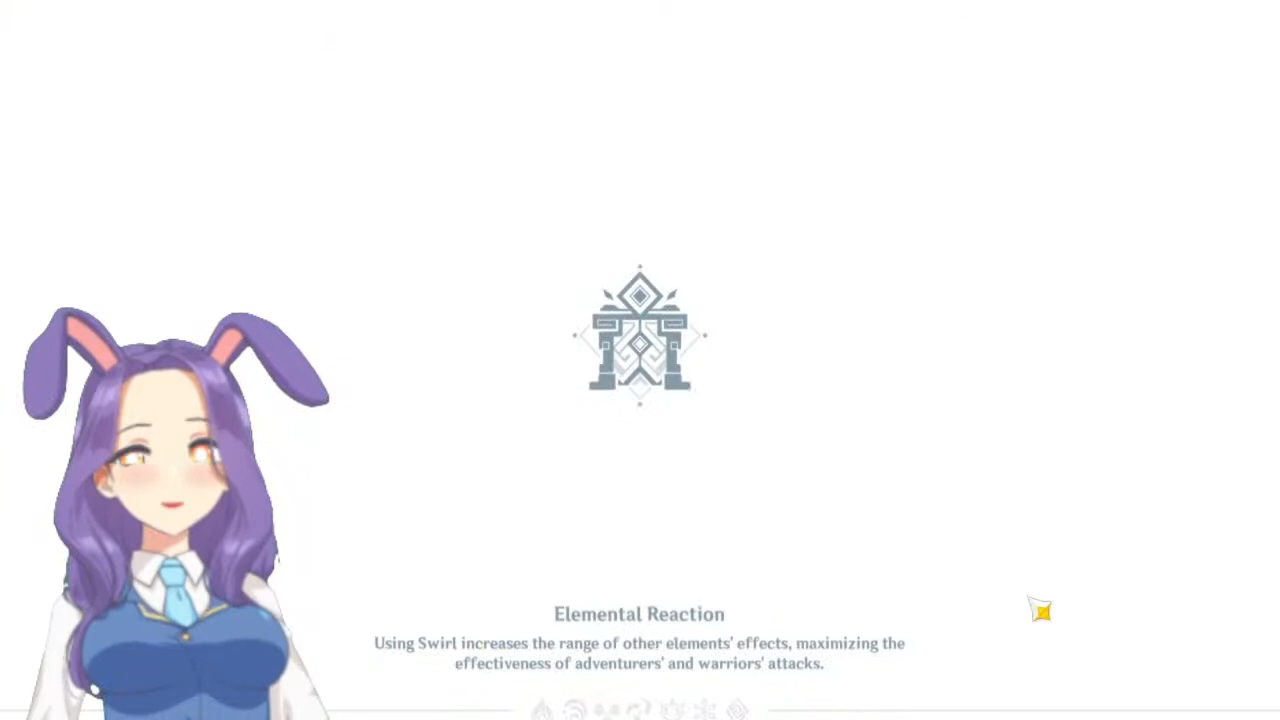 Elemental Reaction
Using Swirl increases the range of other elements' effects, maximizing the
effectiveness of adventurers' and warriors' attacks.